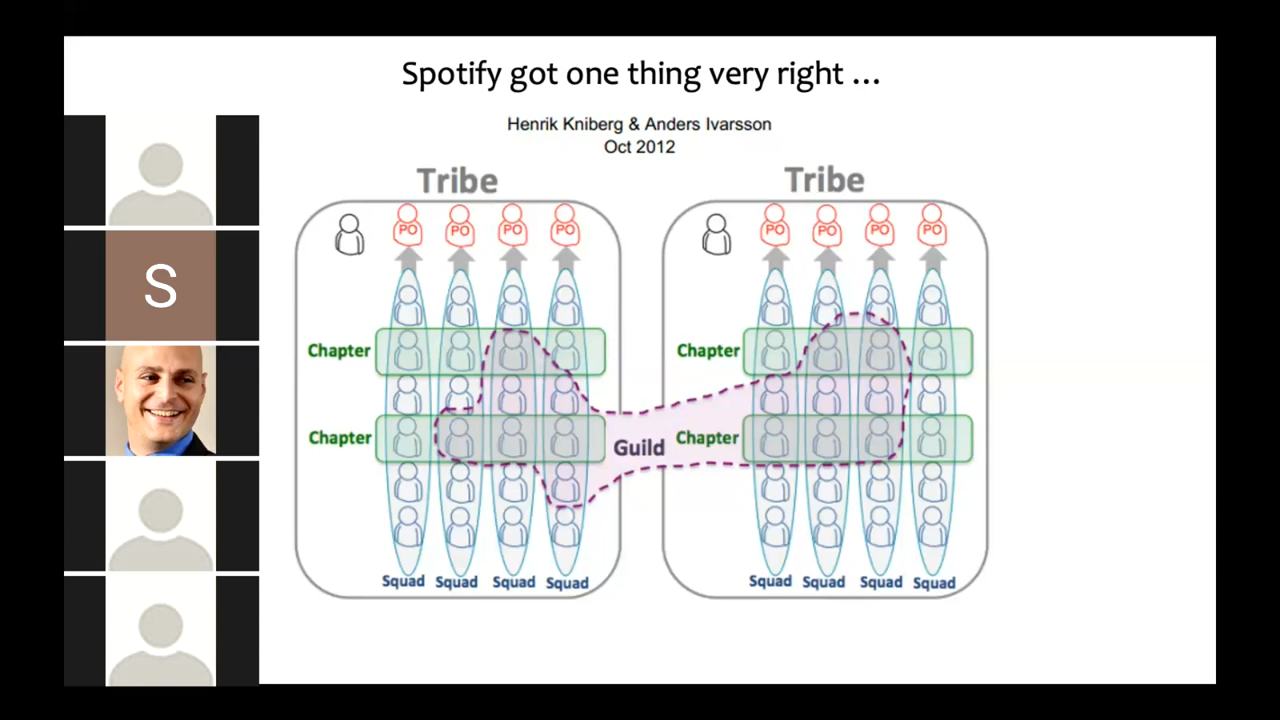 Spotify got one thing very right ...
Henrik Kniberg & Anders Ivarsson
Oct 2012
Tribe
Tribe
PO PO PO PO
PO PO PO PO
S
Chapter
Chapter
Chapter
Guild
Chapter
Squad Squad Squad Squad
Squad Squad Squad Squad